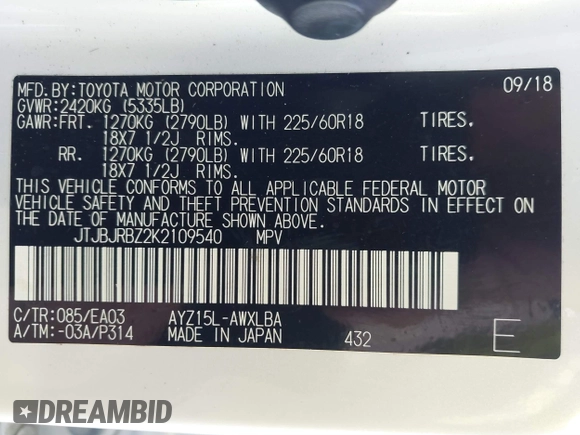 MFD.BY:TOYOTA MOTOR CORPORATION 09/18
GVWR:2420KG (5335LB)
GAWR:FRT. 1270KG (2790LB) WITH 225/60R18 TIRES.
18X7 1/2J RIMS.
RR. 1270KG (2790LB) WITH 225/60R18 TIRES.
18X7 1/2J RIMS.
THIS VEHICLE CONFORMS TO ALL APPLICABLE FEDERAL MOTOR
VEHICLE SAFETY AND THEFT PREVENTION STANDARDS IN EFFECT ON
THE DATE OF MANUFACTURE SHOWN ABOVE.
JTJBJRBZ2K2109540 MPV
C/TR:085/EA03 AYZ15L-AWXLBA
A/TM:-03A/P314 MADE IN JAPAN 432 E
DREAMBID